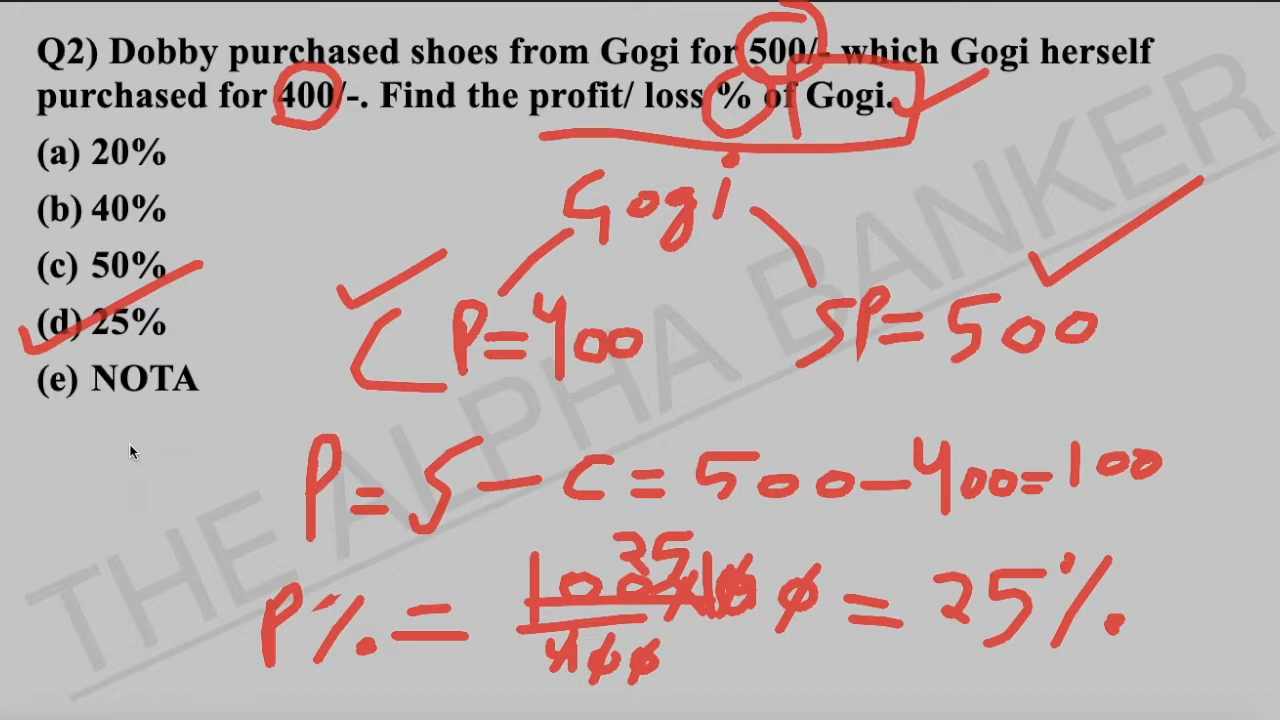 Q2) Dobby purchased shoes from Gogi for 500/- which Gogi herself
purchased for 400/-. Find the profit/ loss % of Gogi.
(a) 20%
(b) 40%
(c) 50%
(d) 25%
(e) NOTA
Gogi
CP=400 SP=500
P=S-C=500-400=100
P%= 100×100 = 25%
25
400
THE ALPHA BANKER